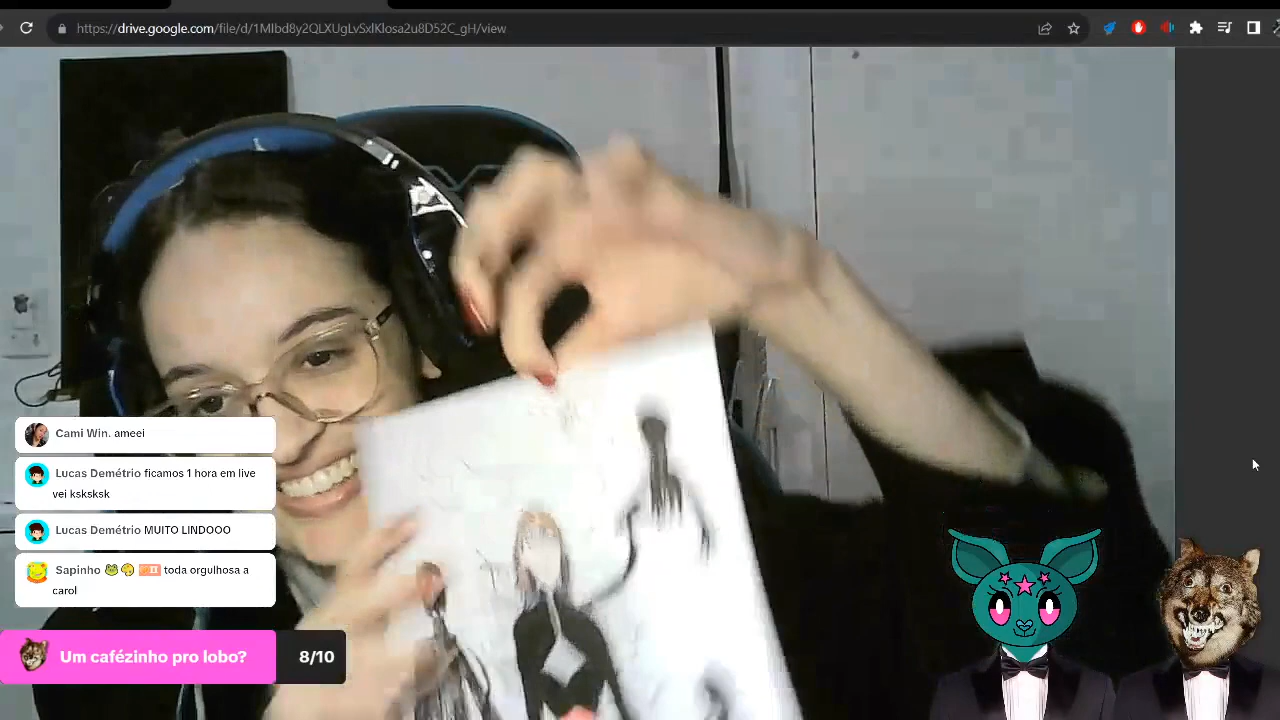 https://drive.google.com/file/d/1MIbd8y2QLXUgLvSxlKlosa2u8D52C_gH/view
Cami Win. ameei
Lucas Demétrio ficamos 1 hora em live
vei ksksksk
Lucas Demétrio MUITO LINDOOO
Sapinho toda orgulhosa a
carol
Um cafézinho pro lobo? 8/10